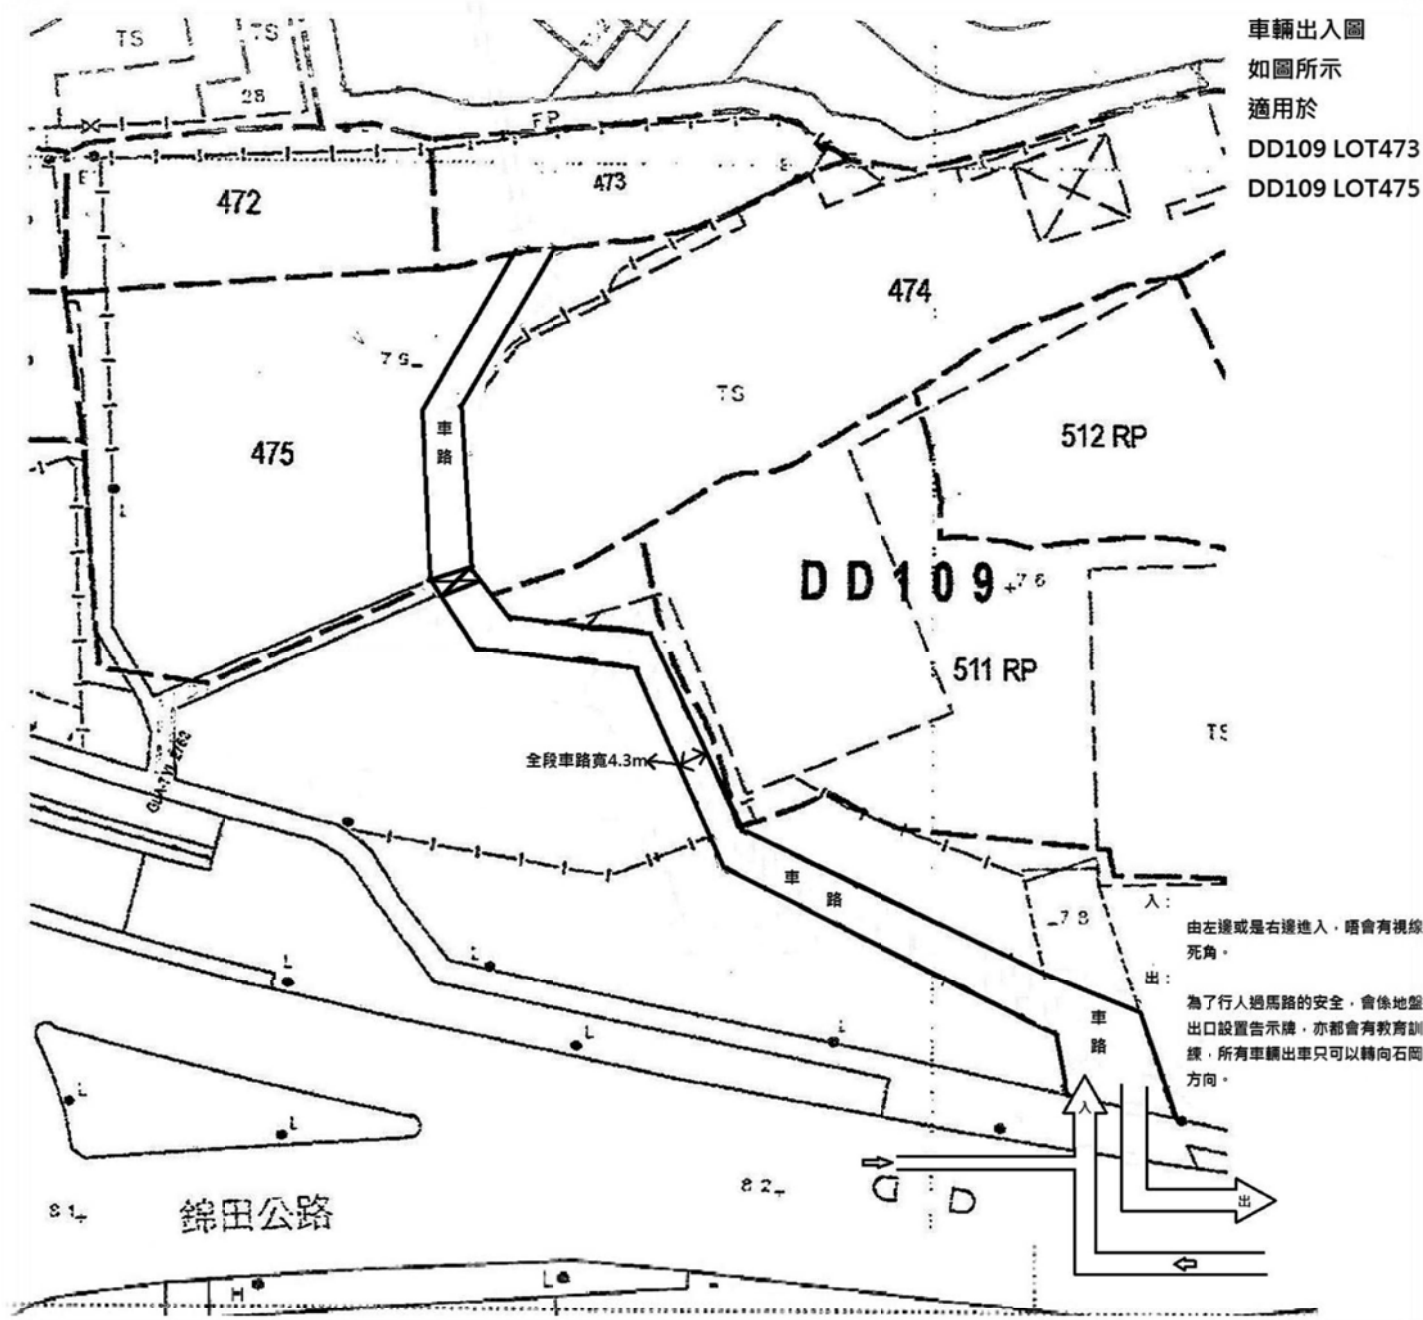 車輛出入圖
如圖所示
適用於
DD109 LOT473
DD109 LOT475
TS
TS
28
FP
472
473
474
79
475
車路
TS
512 RP
DD109
+76
511 RP
TS
全段車路寬4.3m
車路
78
入：
由左邊或是右邊進入，唔會有視線
死角。
出：
為了行人過馬路的安全，會係地盤
出口設置告示牌，亦都會有教育訓
練，所有車輛出車只可以轉向石岡
方向。
車路
L
L
L
L
L
L
L
入
出
81
錦田公路
82
H
L